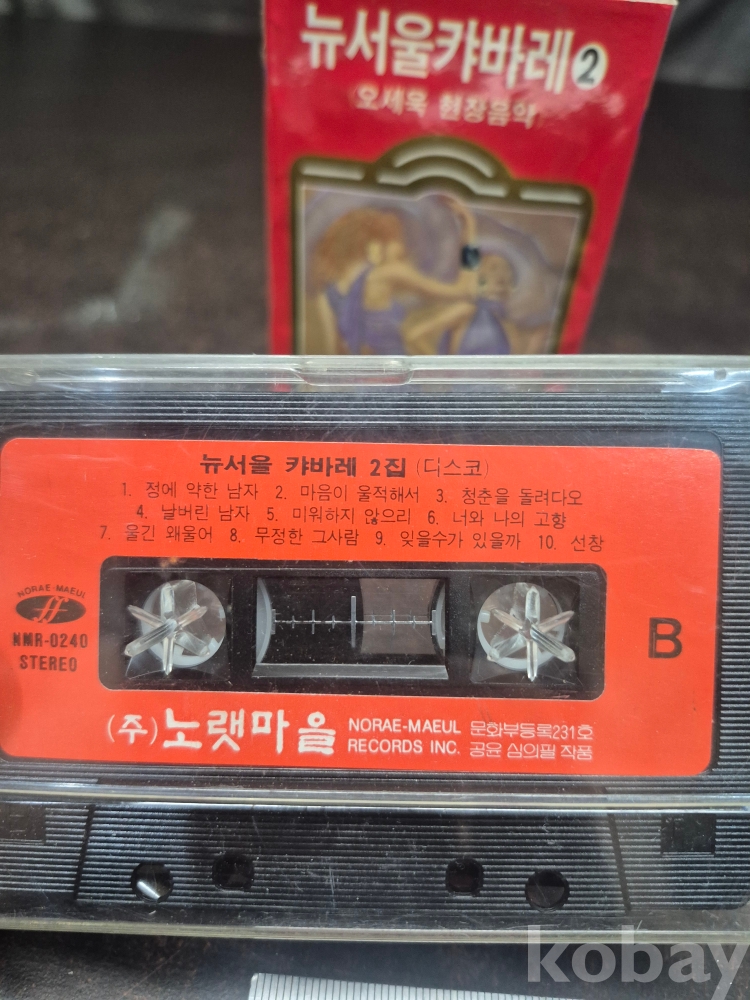 뉴서울캬바레 2
오세옥 현장음악
뉴서울 캬바레 2집 (디스코)
1. 정에 약한 남자 2. 마음이 울적해서 3. 청춘을 돌려다오
4. 날버린 남자 5. 미워하지 않으리 6. 너와 나의 고향
7. 울긴 왜울어 8. 무정한 그사람 9. 잊을수가 있을까 10. 선창
NORAE-MAEUL
NMR-0240
STEREO
B
(주)노랫마을
NORAE-MAEUL 문화부등록231호
RECORDS INC. 공윤 심의필 작품
kobay